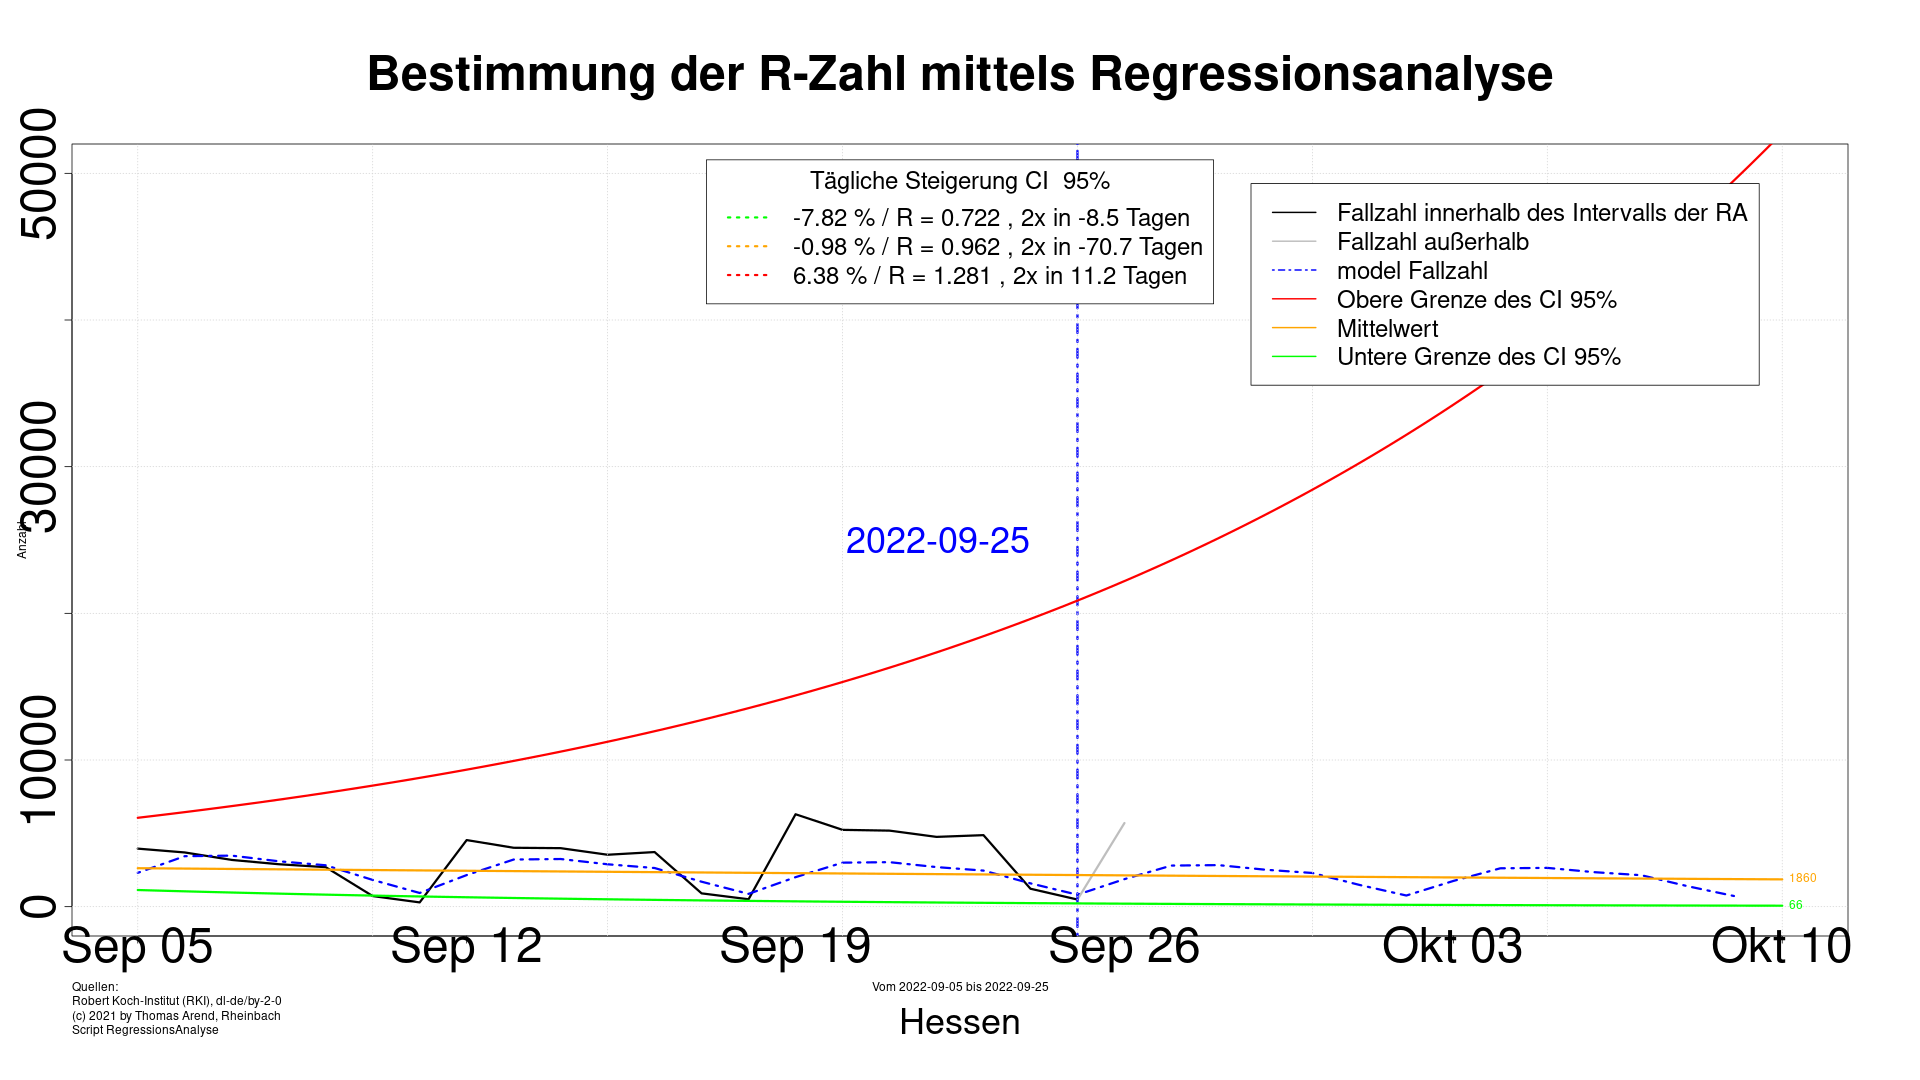 Bestimmung der R-Zahl mittels Regressionsanalyse
50000
30000
10000
0
Anzahl
Tägliche Steigerung CI  95%
-7.82 % / R = 0.722 , 2x in -8.5 Tagen
-0.98 % / R = 0.962 , 2x in -70.7 Tagen
6.38 % / R = 1.281 , 2x in 11.2 Tagen
Fallzahl innerhalb des Intervalls der RA
Fallzahl außerhalb
model Fallzahl
Obere Grenze des CI 95%
Mittelwert
Untere Grenze des CI 95%
2022-09-25
1860
66
Sep 05 Sep 12 Sep 19 Sep 26 Okt 03 Okt 10
Quellen:
Robert Koch-Institut (RKI), dl-de/by-2-0
(c) 2021 by Thomas Arend, Rheinbach
Script RegressionsAnalyse
Vom 2022-09-05 bis 2022-09-25
Hessen